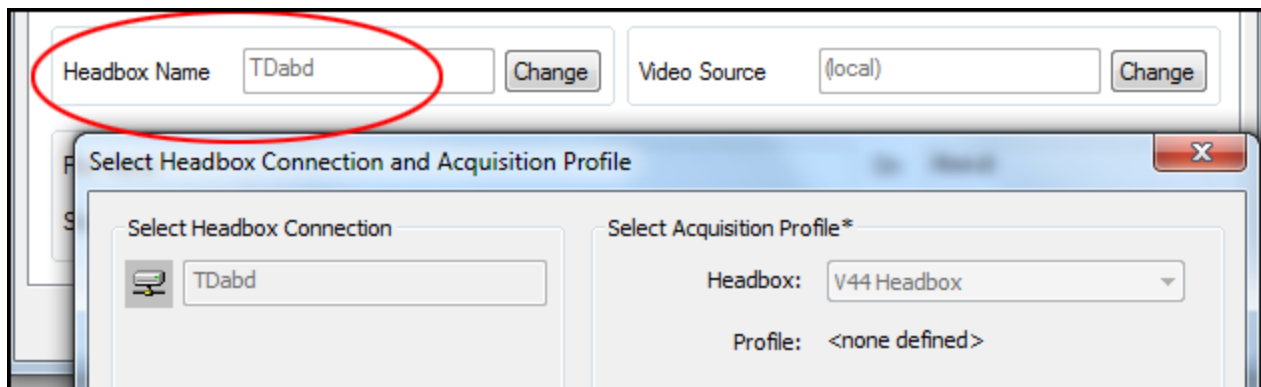 Headbox Name TDabd Change Video Source (local) Change
Select Headbox Connection and Acquisition Profile
Select Headbox Connection Select Acquisition Profile*
TDabd Headbox: V44 Headbox
Profile: <none defined>